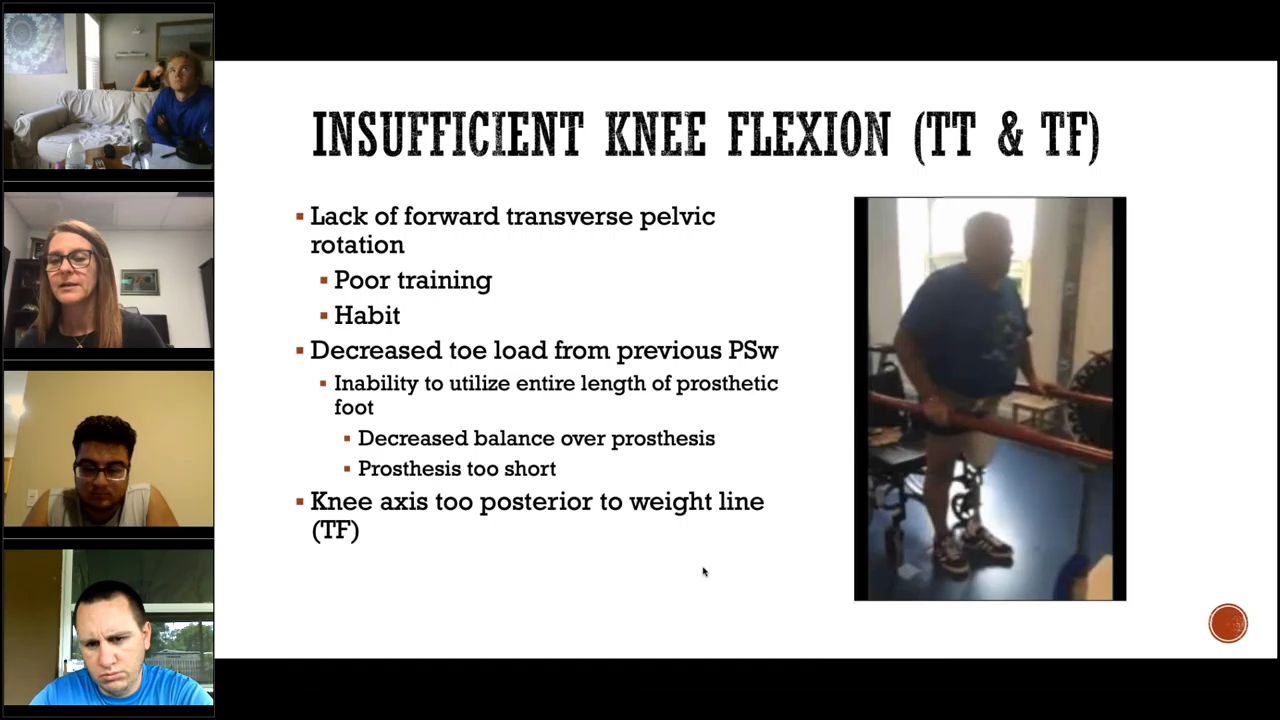 INSUFFICIENT KNEE FLEXION (TT & TF)
Lack of forward transverse pelvic
rotation
Poor training
Habit
Decreased toe load from previous PSw
Inability to utilize entire length of prosthetic
foot
Decreased balance over prosthesis
Prosthesis too short
Knee axis too posterior to weight line
(TF)